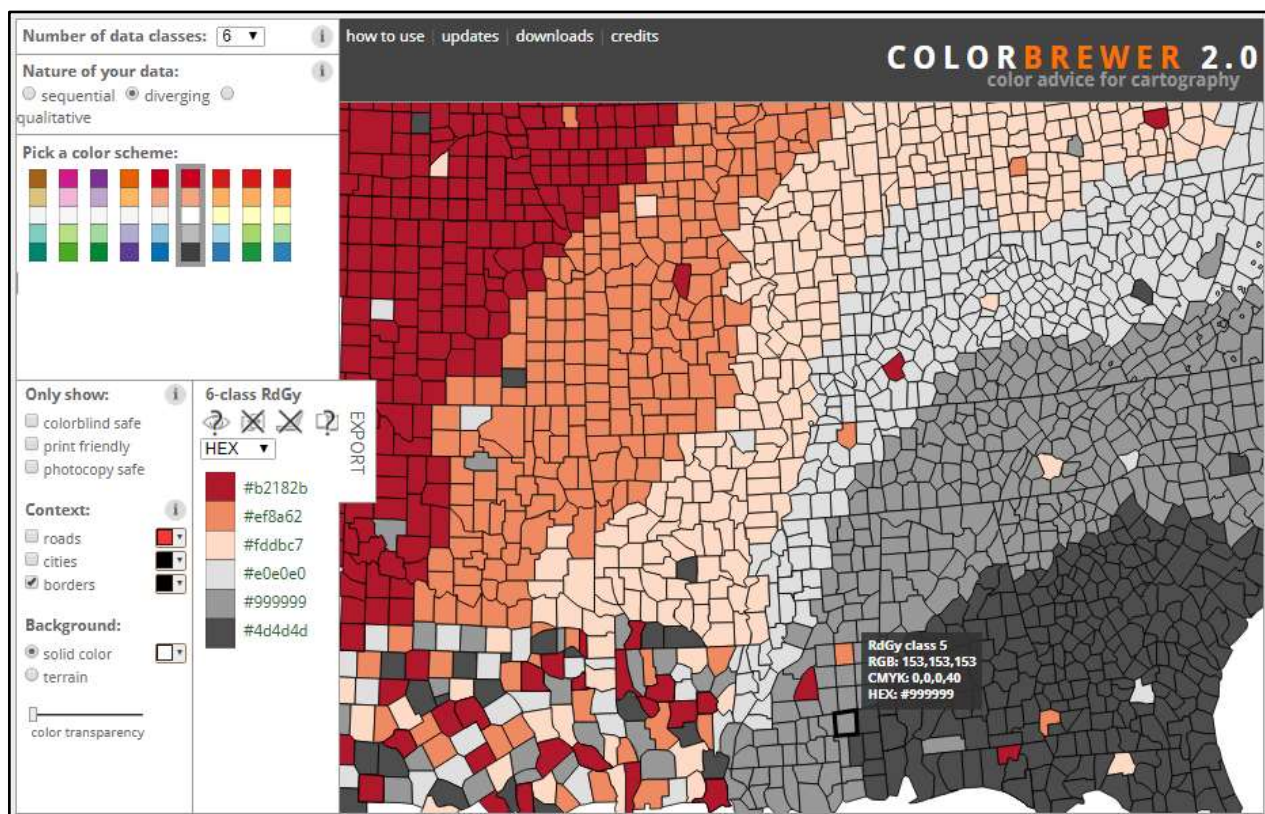 Number of data classes: 6
how to use | updates | downloads | credits
COLORBREWER 2.0
color advice for cartography
Nature of your data:
sequential diverging
qualitative
Pick a color scheme:
Only show:
colorblind safe
print friendly
photocopy safe
Context:
roads
cities
borders
Background:
solid color
terrain
color transparency
6-class RdGy
HEX
EXPORT
#b2182b
#ef8a62
#fddbc7
#e0e0e0
#999999
#4d4d4d
RdGy class 5
RGB: 153,153,153
CMYK: 0,0,0,40
HEX: #999999